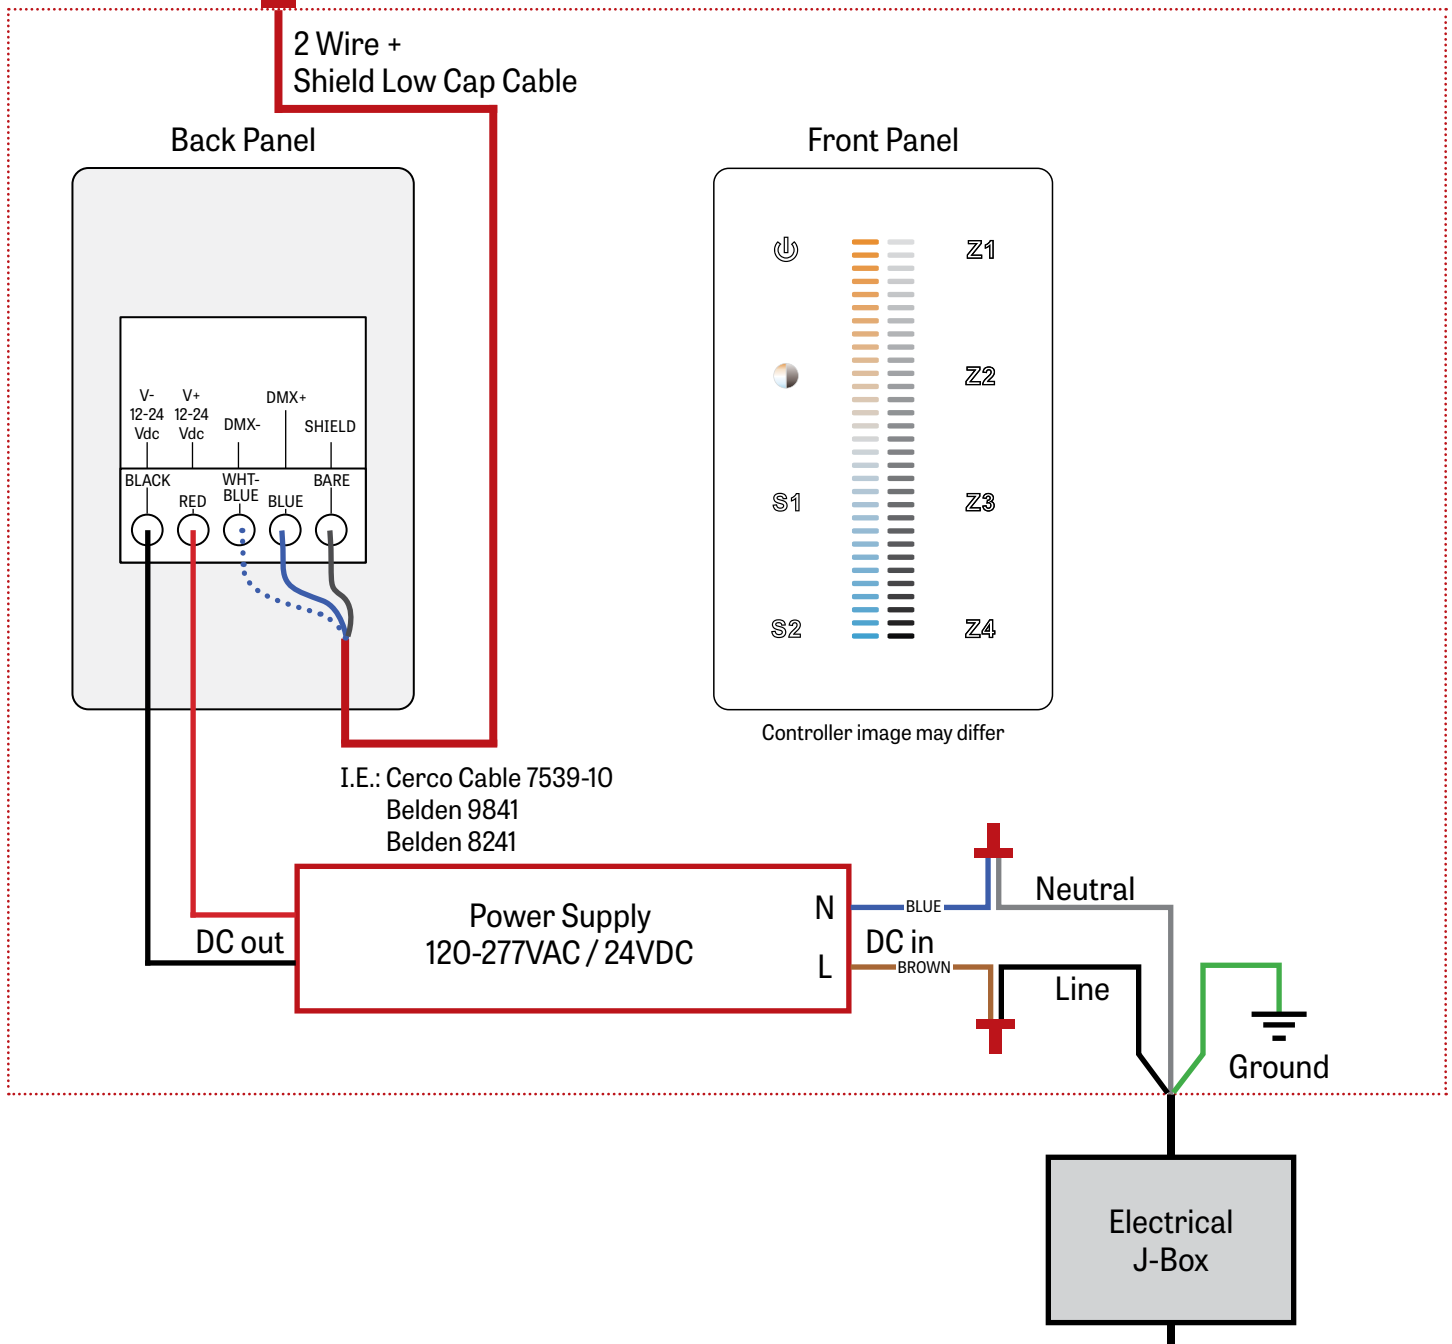 2 Wire +
Shield Low Cap Cable
Back Panel
Front Panel
V-
12-24
Vdc
V+
12-24
Vdc
DMX-
DMX+
SHIELD
BLACK
RED
WHT-
BLUE
BLUE
BARE
Z1
Z2
S1
Z3
S2
Z4
Controller image may differ
I.E.: Cerco Cable 7539-10
Belden 9841
Belden 8241
Power Supply
120-277VAC / 24VDC
DC out
N
L
DC in
BLUE
BROWN
Neutral
Line
Ground
Electrical
J-Box